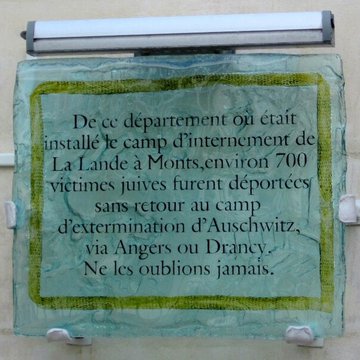 De ce département où était
installé le camp d'internement de
La Lande à Monts,environ 700
victimes juives furent déportées
sans retour au camp
d'extermination d'Auschwitz,
via Angers ou Drancy.
Ne les oublions jamais.